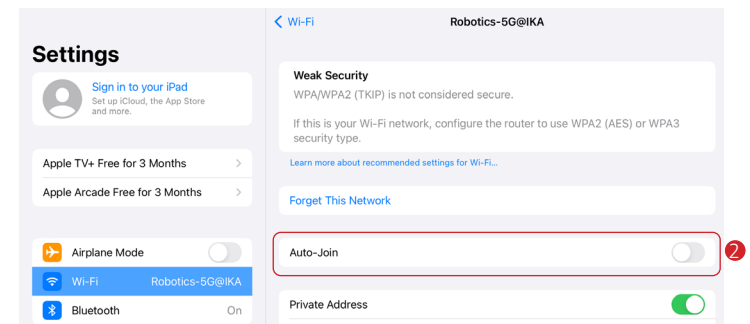 Wi-Fi
Robotics-5G@IKA
Settings
Sign in to your iPad
Set up iCloud, the App Store
and more.
Apple TV+ Free for 3 Months
Apple Arcade Free for 3 Months
Airplane Mode
Wi-Fi Robotics-5G@IKA
Bluetooth On
Weak Security
WPA/WPA2 (TKIP) is not considered secure.
If this is your Wi-Fi network, configure the router to use WPA2 (AES) or WPA3
security type.
Learn more about recommended settings for Wi-Fi...
Forget This Network
Auto-Join
2
Private Address